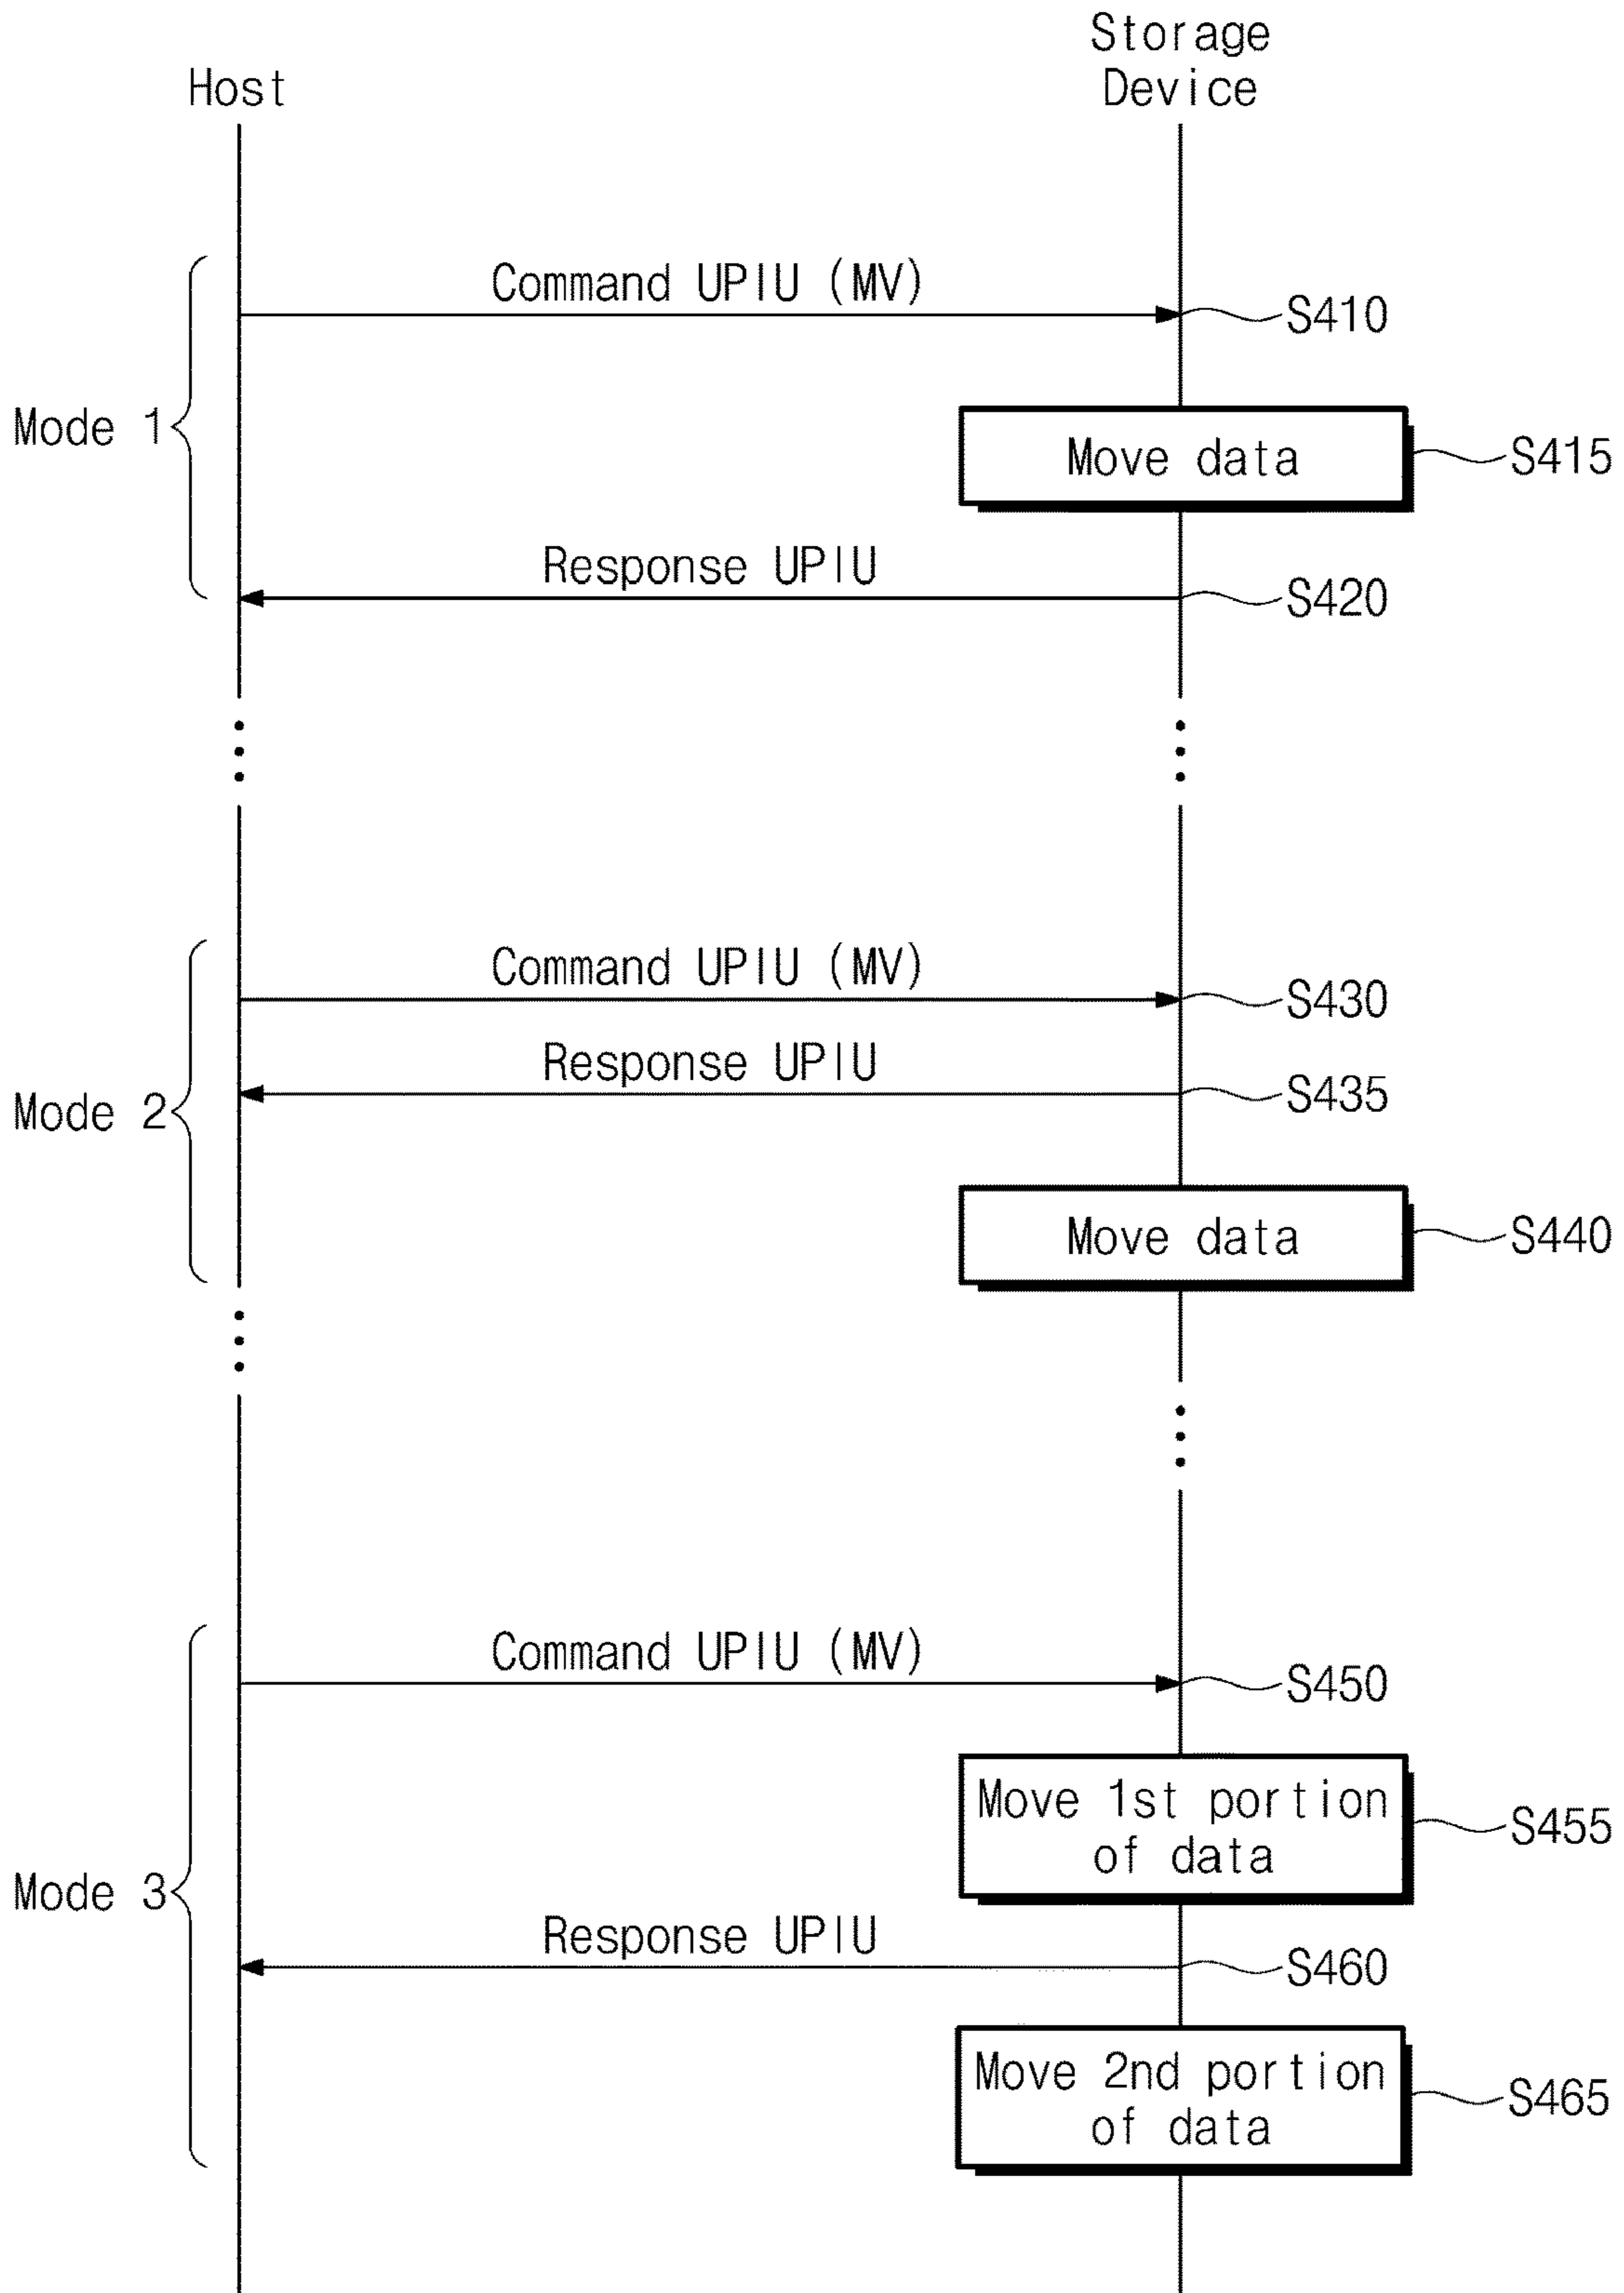 Storage
Device
Host
Command UPIU (MV)
S410
Mode 1
Move data
S415
Response UPIU
S420
Command UPIU (MV)
S430
Response UPIU
S435
Mode 2
Move data
S440
Command UPIU (MV)
S450
Move 1st portion
of data
S455
Mode 3
Response UPIU
S460
Move 2nd portion
of data
S465